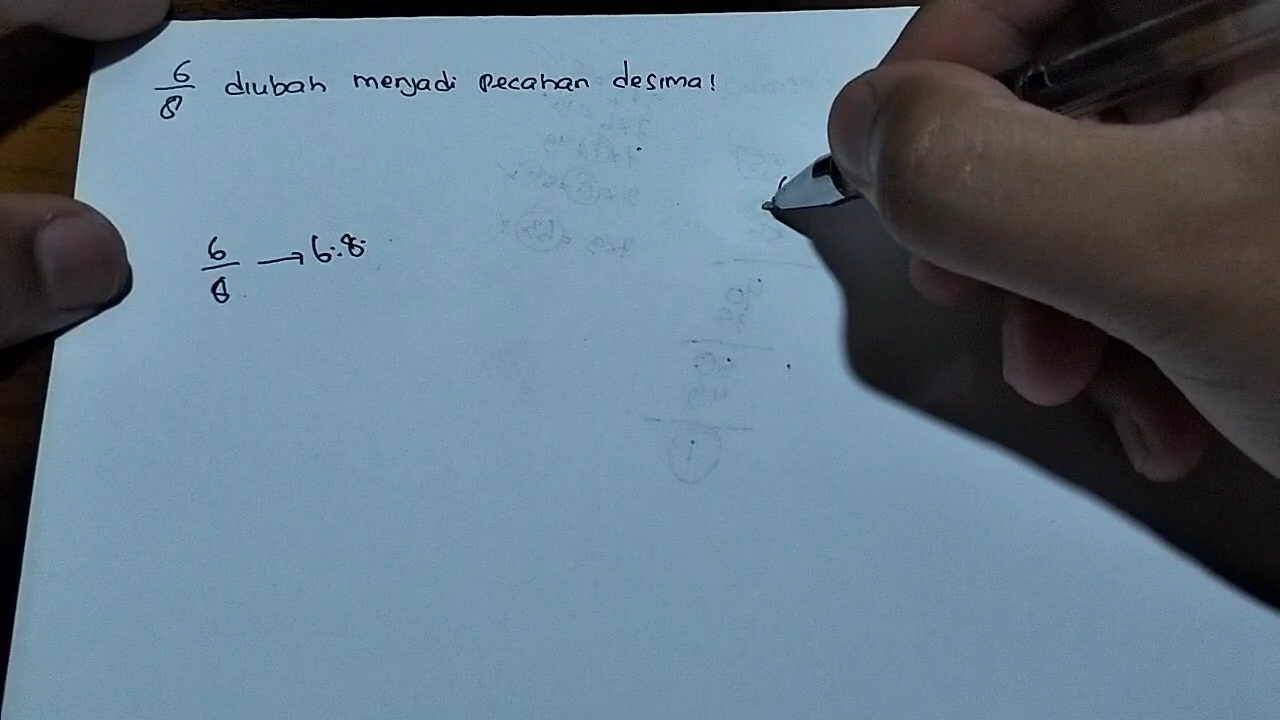 6/8 diubah menjadi pecahan desimal
6/8 → 6:8